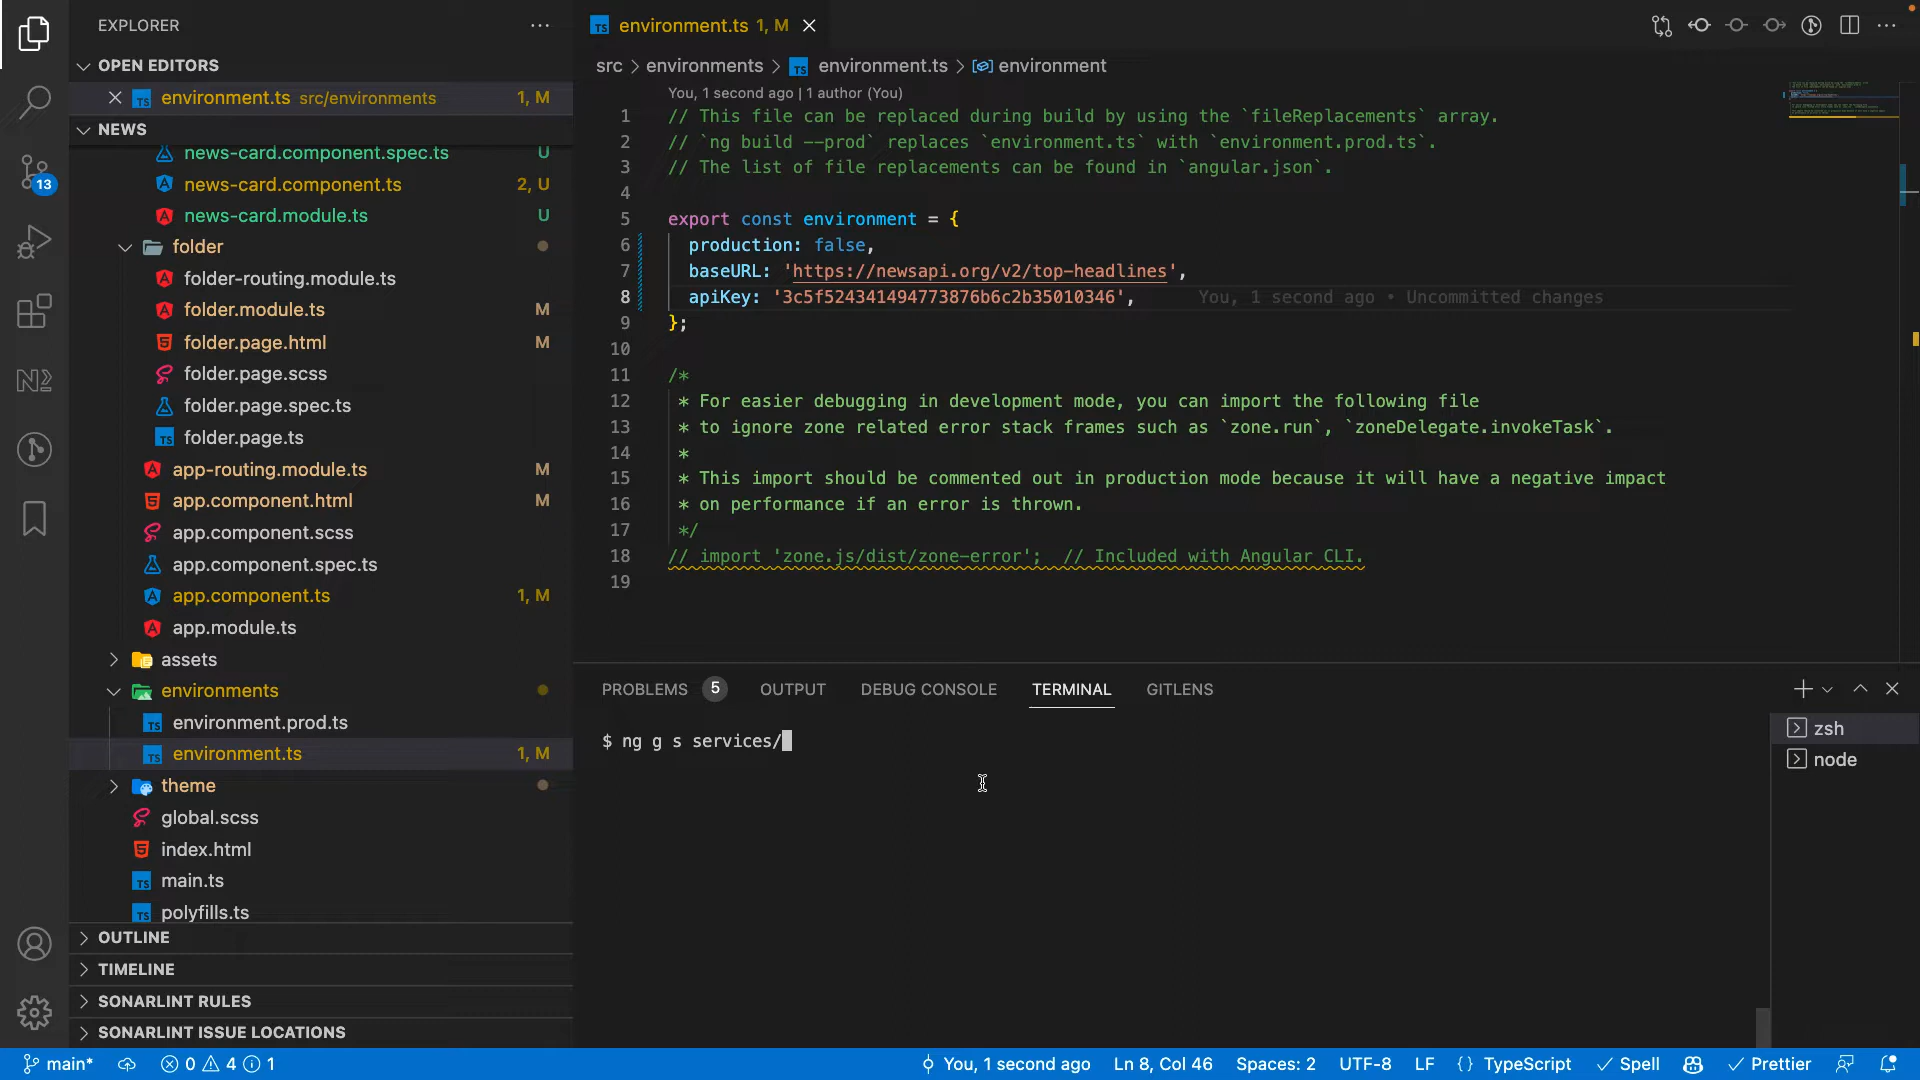 EXPLORER
OPEN EDITORS
environment.ts src/environments 1, M
NEWS
news-card.component.spec.ts U
news-card.component.ts 2, U
news-card.module.ts U
folder
folder-routing.module.ts
folder.module.ts M
folder.page.html M
folder.page.scss
folder.page.spec.ts
folder.page.ts
app-routing.module.ts M
app.component.html M
app.component.scss
app.component.spec.ts
app.component.ts 1, M
app.module.ts
assets
environments
environment.prod.ts
environment.ts 1, M
theme
global.scss
index.html
main.ts
polyfills.ts
OUTLINE
TIMELINE
SONARLINT RULES
SONARLINT ISSUE LOCATIONS
13
environment.ts 1, M
src > environments > TS environment.ts > environment
You, 1 second ago | 1 author (You)
1 // This file can be replaced during build by using the `fileReplacements` array.
2 // `ng build --prod` replaces `environment.ts` with `environment.prod.ts`.
3 // The list of file replacements can be found in `angular.json`.
4
5 export const environment = {
6 production: false,
7 baseURL: 'https://newsapi.org/v2/top-headlines',
8 apiKey: '3c5f524341494773876b6c2b35010346', You, 1 second ago • Uncommitted changes
9 };
10
11 /*
12 * For easier debugging in development mode, you can import the following file
13 * to ignore zone related error stack frames such as `zone.run`, `zoneDelegate.invokeTask`.
14 *
15 * This import should be commented out in production mode because it will have a negative impact
16 * on performance if an error is thrown.
17 */
18 // import 'zone.js/dist/zone-error'; // Included with Angular CLI.
19
PROBLEMS 5 OUTPUT DEBUG CONSOLE TERMINAL GITLENS
$ ng g s services/
zsh
node
main* 0 4 1 You, 1 second ago Ln 8, Col 46 Spaces: 2 UTF-8 LF {} TypeScript Spell Prettier